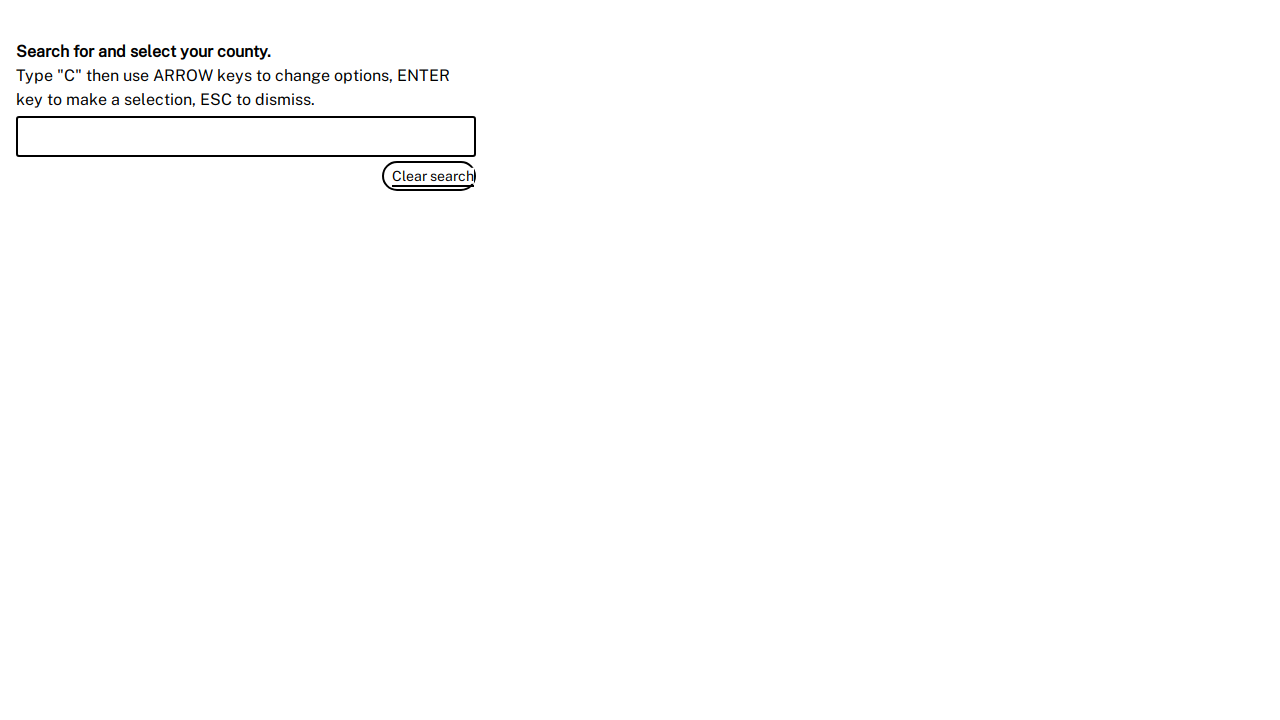 Search for and select your county.
Type "C" then use ARROW keys to change options, ENTER
key to make a selection, ESC to dismiss.
Clear search